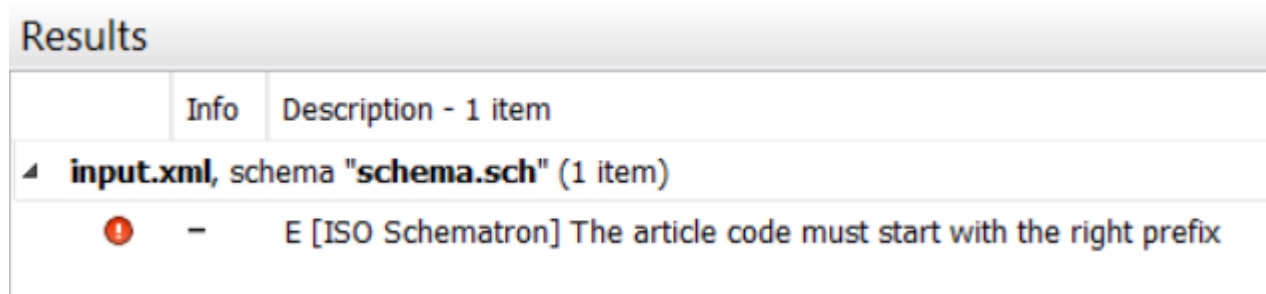 Results
Info Description - 1 item
input.xml, schema "schema.sch" (1 item)
– E [ISO Schematron] The article code must start with the right prefix